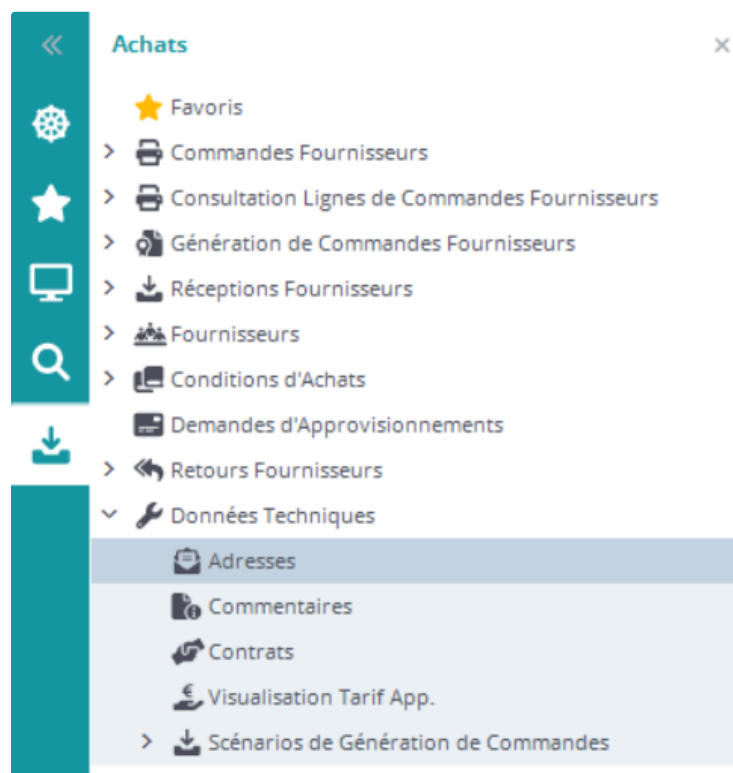 Achats
Favoris
Commandes Fournisseurs
Consultation Lignes de Commandes Fournisseurs
Génération de Commandes Fournisseurs
Réceptions Fournisseurs
Fournisseurs
Conditions d'Achats
Demandes d'Approvisionnements
Retours Fournisseurs
Données Techniques
Adresses
Commentaires
Contrats
Visualisation Tarif App.
Scénarios de Génération de Commandes